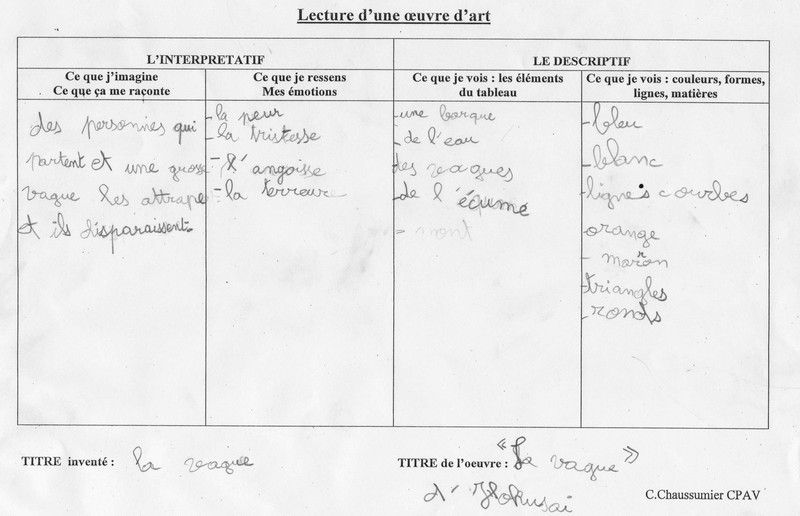 Lecture d'une œuvre d'art
L'INTERPRETATIF
LE DESCRIPTIF
Ce que j'imagine
Ce que ça me raconte
Ce que je ressens
Mes émotions
Ce que je vois : les éléments
du tableau
Ce que je vois : couleurs, formes,
lignes, matières
des personnes qui
partent et une grosse
vague les attrape
et ils disparaissent
- la peur
- la tristesse
- l'angoisse
- la terreure
- une barque
- de l'eau
des vagues
- de l'écume
- mont
- bleu
- blanc
- lignes courbes
orange
- marron
- triangles
- ronds
TITRE inventé : la vague
TITRE de l'oeuvre : "La vague"
d'Hokusai
C.Chaussumier CPAV